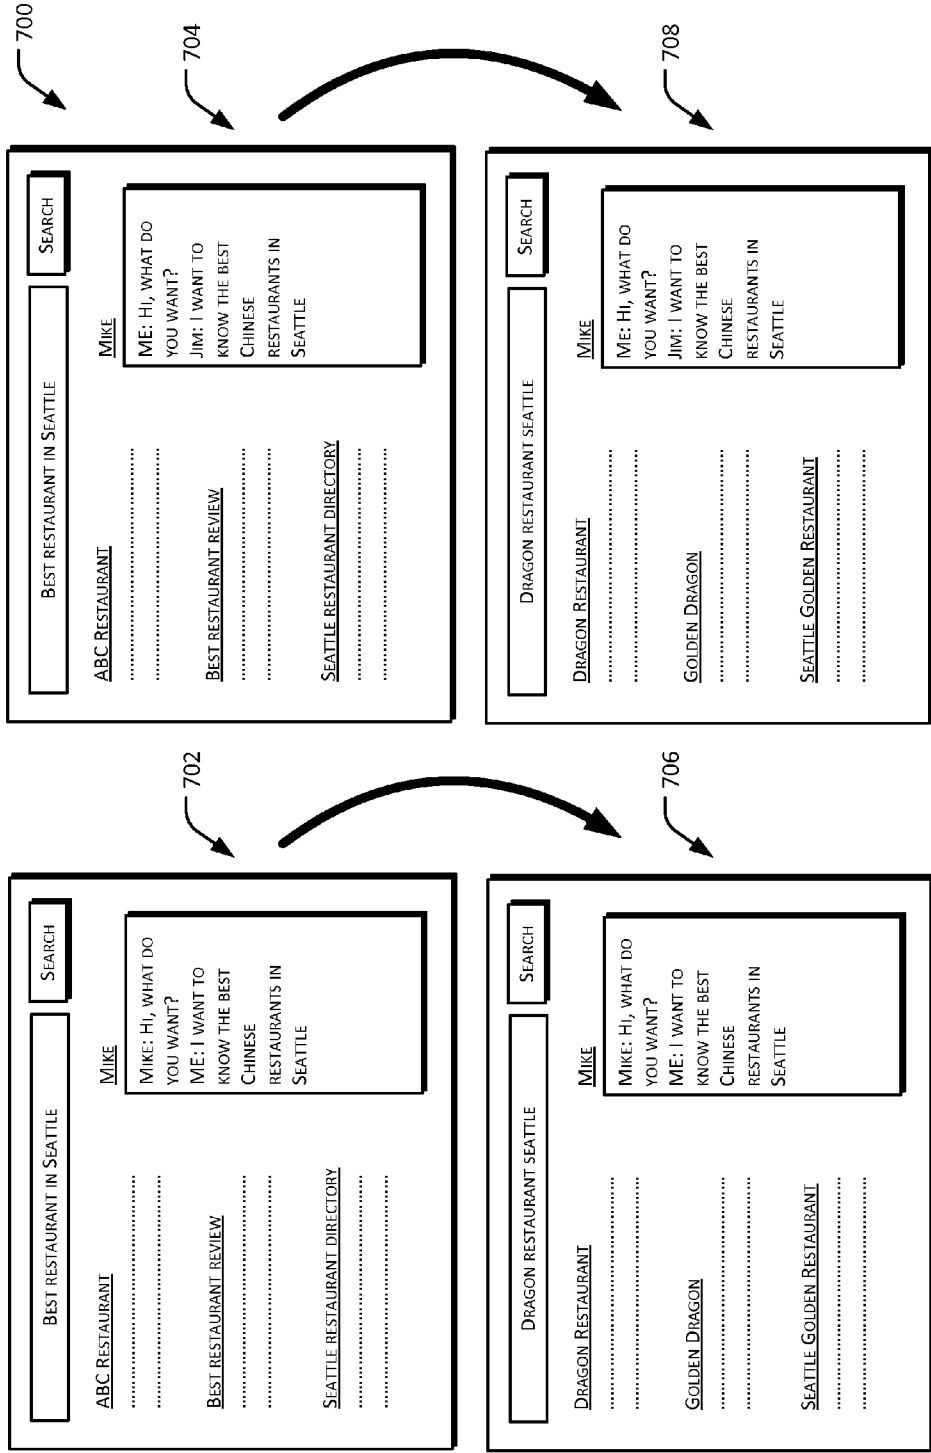 700
702
Best restaurant in Seattle
Search
ABC Restaurant
Best restaurant review
Seattle restaurant directory
Mike
Mike: Hi, what do
you want?
ME: I want to
know the best
Chinese
restaurants in
Seattle
704
Best restaurant in Seattle
Search
ABC Restaurant
Best restaurant review
Seattle restaurant directory
Mike
ME: Hi, what do
you want?
Jim: I want to
know the best
Chinese
restaurants in
Seattle
706
Dragon restaurant seattle
Search
Dragon Restaurant
Golden Dragon
Seattle Golden Restaurant
Mike
Mike: Hi, what do
you want?
ME: I want to
know the best
Chinese
restaurants in
Seattle
708
Dragon restaurant seattle
Search
Dragon Restaurant
Golden Dragon
Seattle Golden Restaurant
Mike
Me: Hi, what do
you want?
Jim: I want to
know the best
Chinese
restaurants in
Seattle